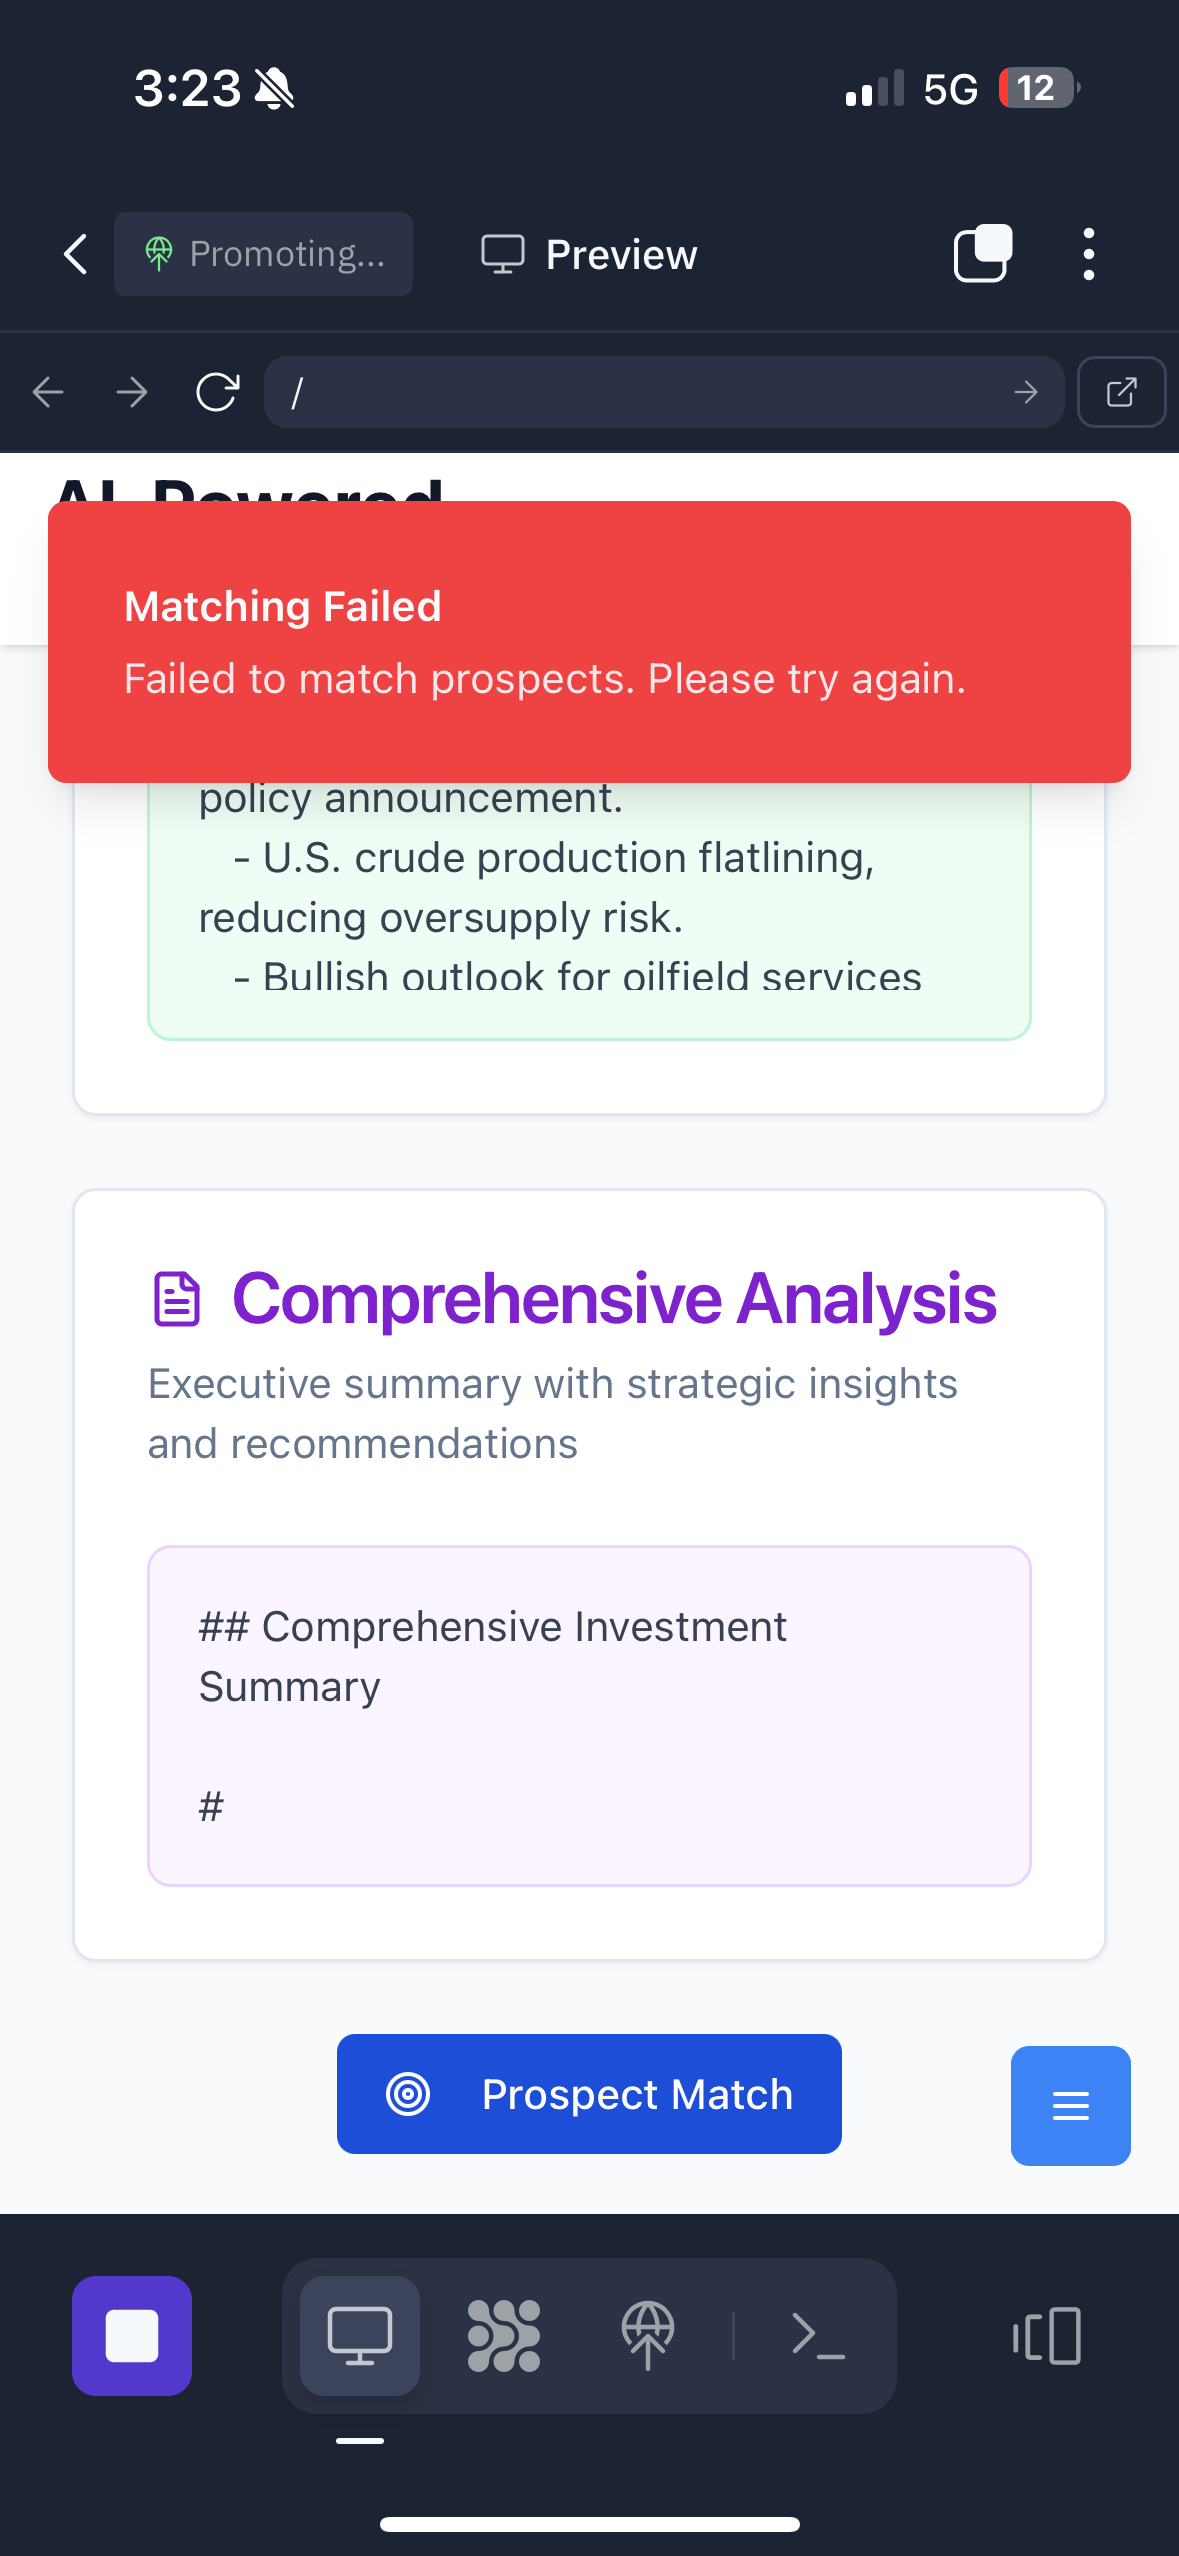 3:23
5G
12
Promoting...
Preview
/
AI-Powered
Matching Failed
Failed to match prospects. Please try again.
policy announcement.
- U.S. crude production flatlining,
reducing oversupply risk.
- Bullish outlook for oilfield services
Comprehensive Analysis
Executive summary with strategic insights
and recommendations
## Comprehensive Investment
Summary
#
Prospect Match